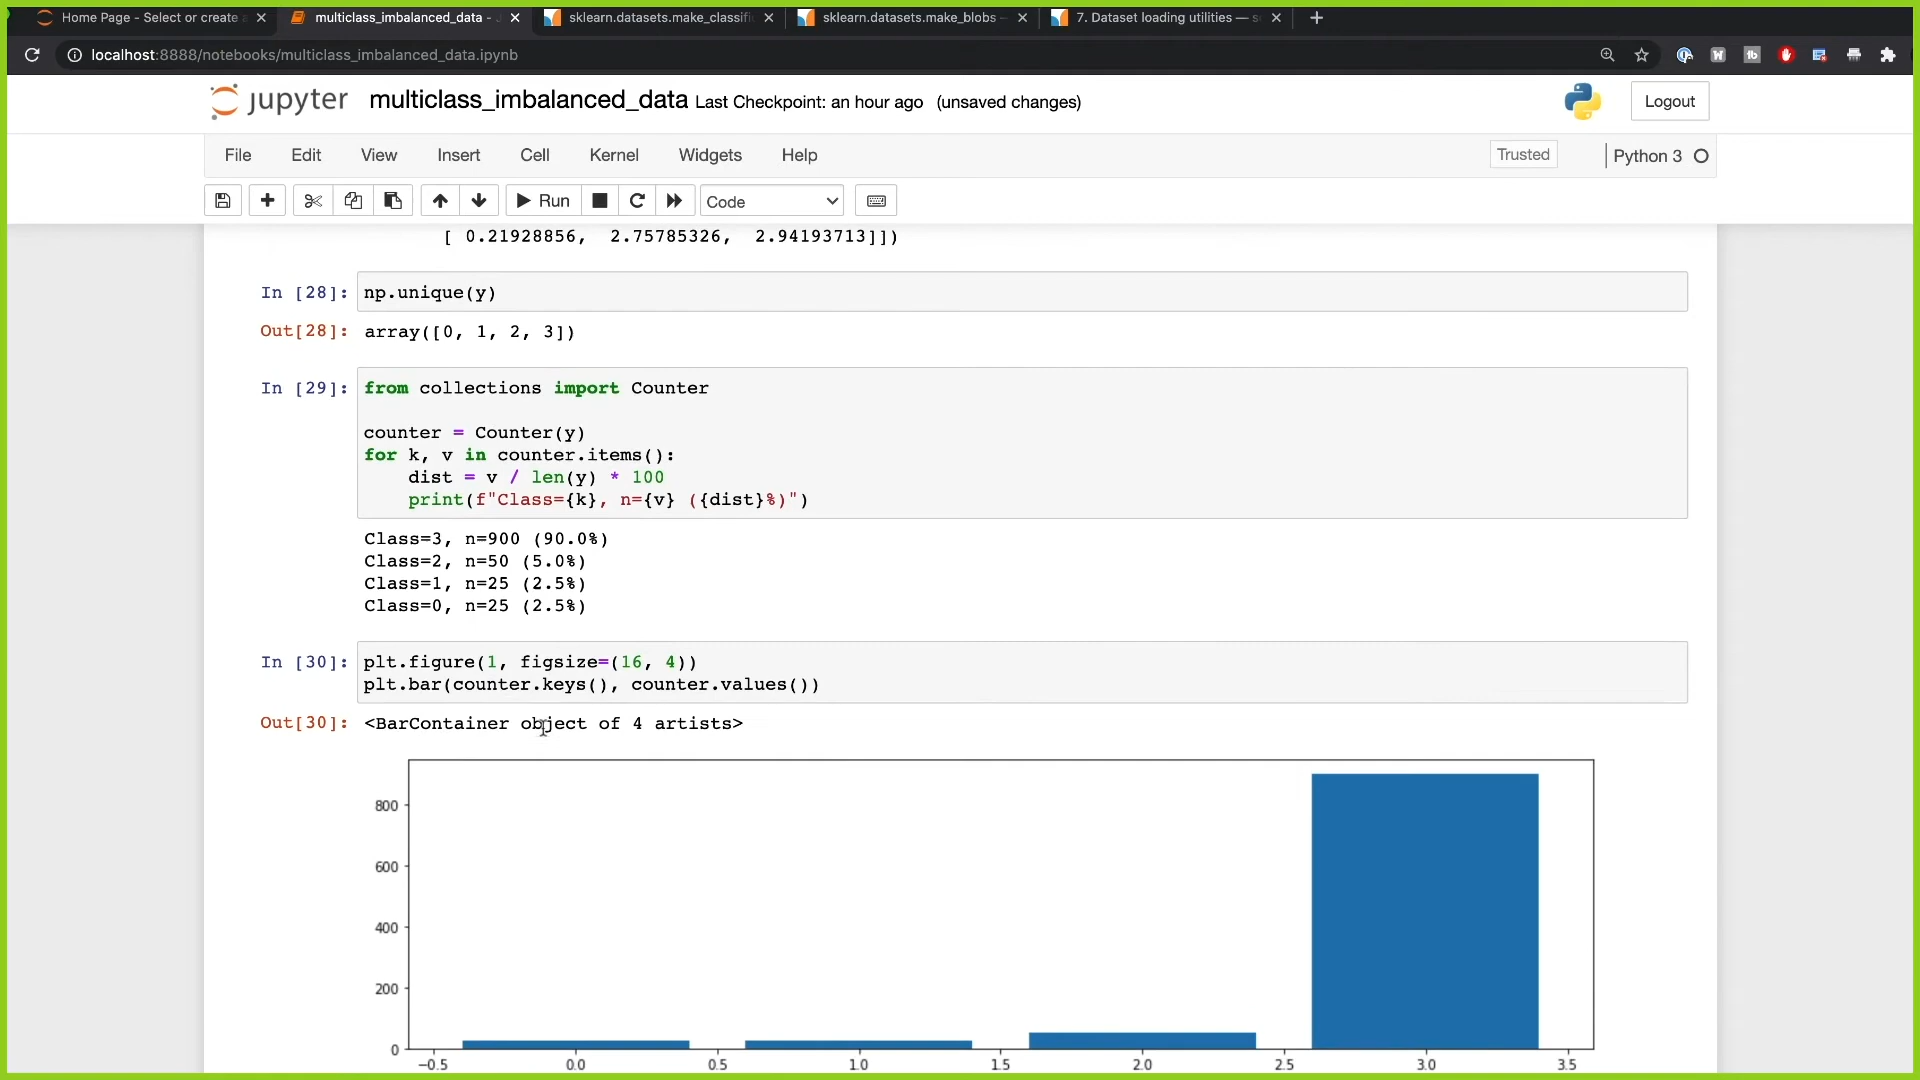 Home Page - Select or create a
multiclass_imbalanced_data - J
sklearn.datasets.make_classifi
sklearn.datasets.make_blobs —
7. Dataset loading utilities — s
localhost:8888/notebooks/multiclass_imbalanced_data.ipynb
jupyter multiclass_imbalanced_data Last Checkpoint: an hour ago (unsaved changes)
Logout
File Edit View Insert Cell Kernel Widgets Help
Trusted
Python 3
Run
Code
[ 0.21928856, 2.75785326, 2.94193713]])
In [28]: np.unique(y)
Out[28]: array([0, 1, 2, 3])
In [29]: from collections import Counter
counter = Counter(y)
for k, v in counter.items():
    dist = v / len(y) * 100
    print(f"Class={k}, n={v} ({dist}%)")
Class=3, n=900 (90.0%)
Class=2, n=50 (5.0%)
Class=1, n=25 (2.5%)
Class=0, n=25 (2.5%)
In [30]: plt.figure(1, figsize=(16, 4))
plt.bar(counter.keys(), counter.values())
Out[30]: <BarContainer object of 4 artists>
800
600
400
200
0
−0.5 0.0 0.5 1.0 1.5 2.0 2.5 3.0 3.5